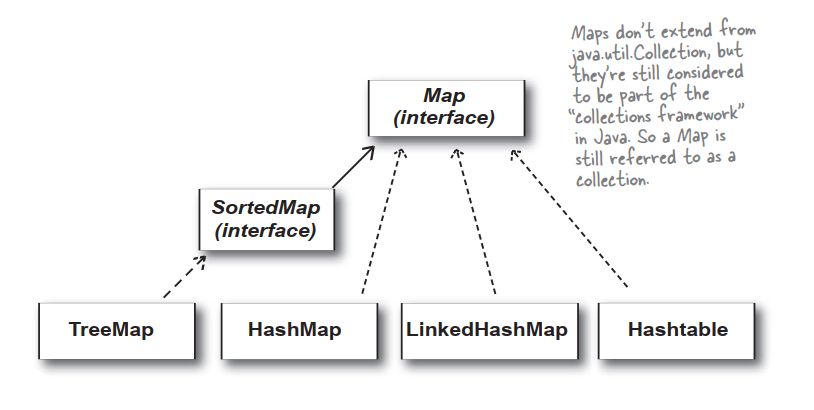 Maps don't extend from
java.util.Collection, but
they're still considered
to be part of the
"collections framework"
in Java. So a Map is
still referred to as a
collection.
Map
(interface)
SortedMap
(interface)
TreeMap
HashMap
LinkedHashMap
Hashtable